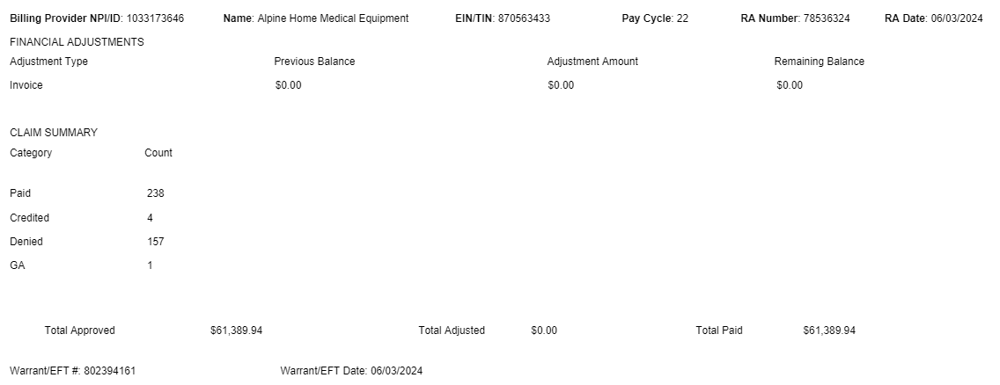 Billing Provider NPI/ID: 1033173646 Name: Alpine Home Medical Equipment EIN/TIN: 870563433 Pay Cycle: 22 RA Number: 78536324 RA Date: 06/03/2024
FINANCIAL ADJUSTMENTS
Adjustment Type Previous Balance Adjustment Amount Remaining Balance
Invoice $0.00 $0.00 $0.00
CLAIM SUMMARY
Category Count
Paid 238
Credited 4
Denied 157
GA 1
Total Approved $61,389.94 Total Adjusted $0.00 Total Paid $61,389.94
Warrant/EFT #: 802394161 Warrant/EFT Date: 06/03/2024